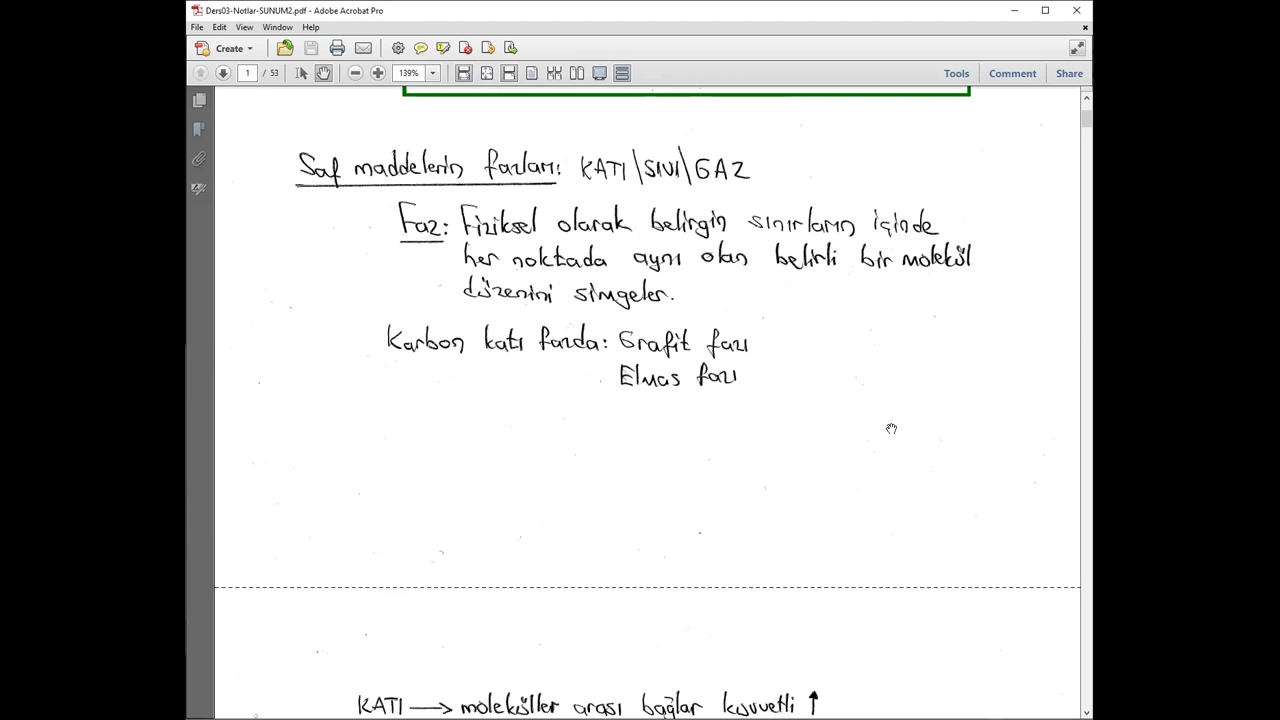 Ders03-Notlar-SUNUM2.pdf - Adobe Acrobat Pro
File Edit View Window Help
Create
1 / 53 139% Tools Comment Share
Saf maddelerin fazları: KATI\SIVI\GAZ
Faz: Fiziksel olarak belirgin sınırların içinde
her noktada aynı olan belirli bir molekül
düzenini simgeler.
Karbon katı fazda: Grafit fazı
Elmas fazı
KATI → moleküller arası bağlar kuvvetli ↑